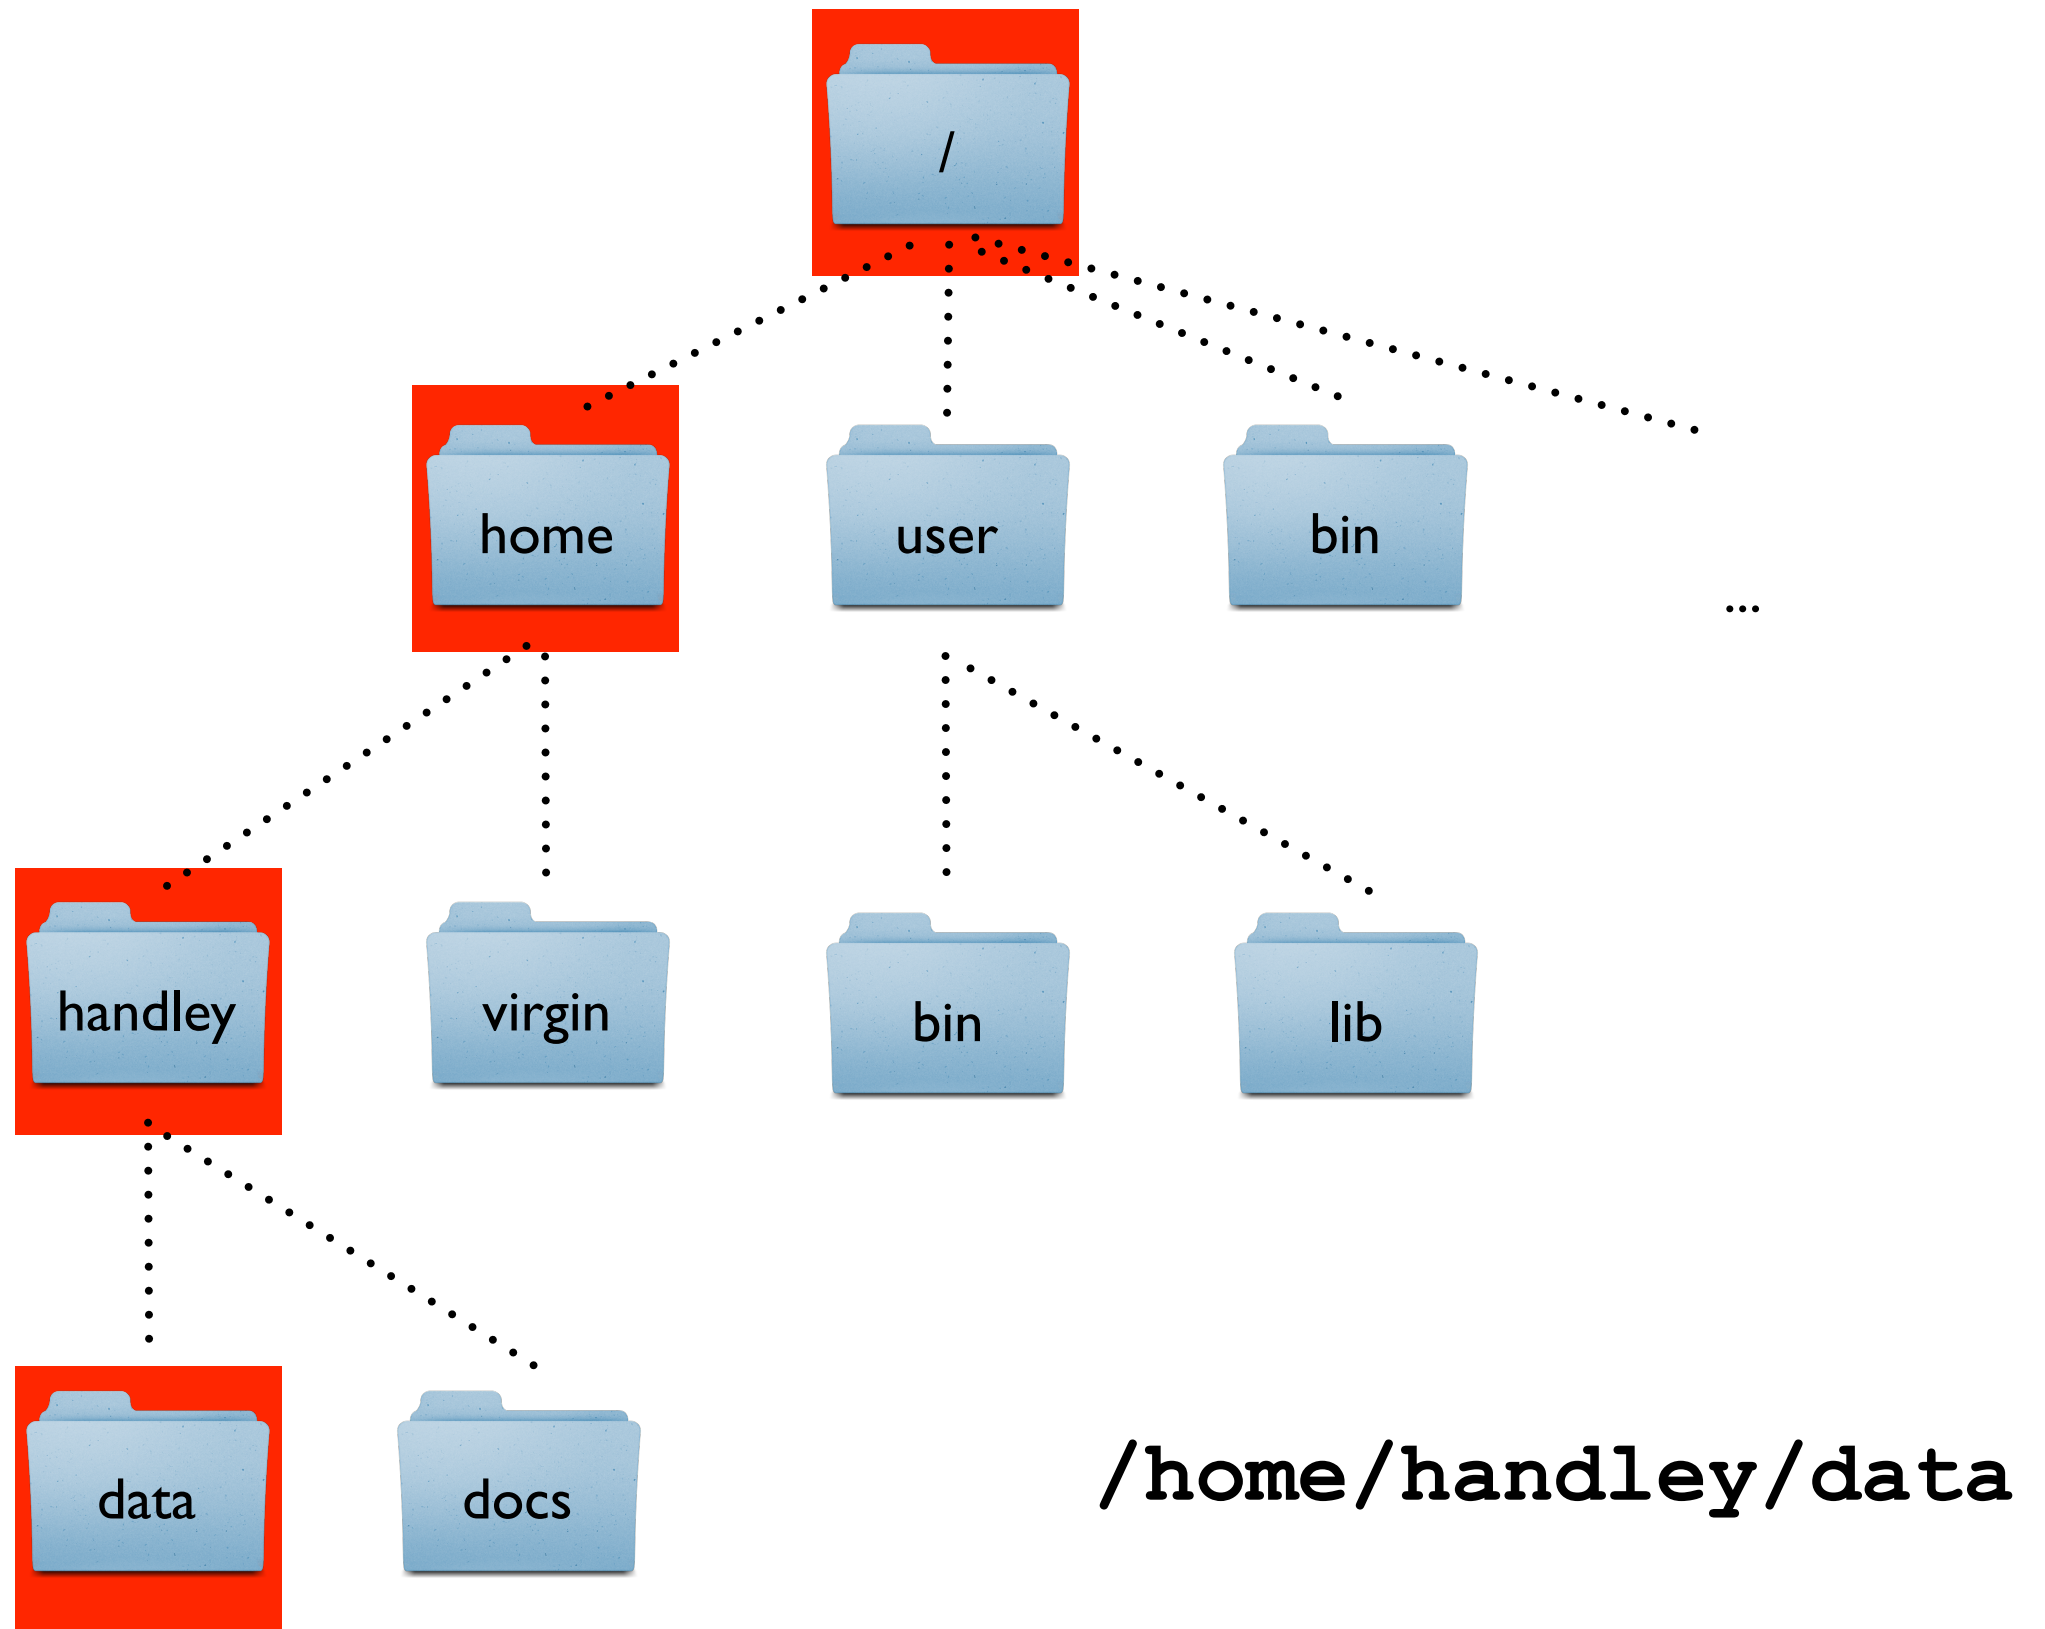 /
home
user
bin
...
handley
virgin
bin
lib
data
docs
/home/handley/data